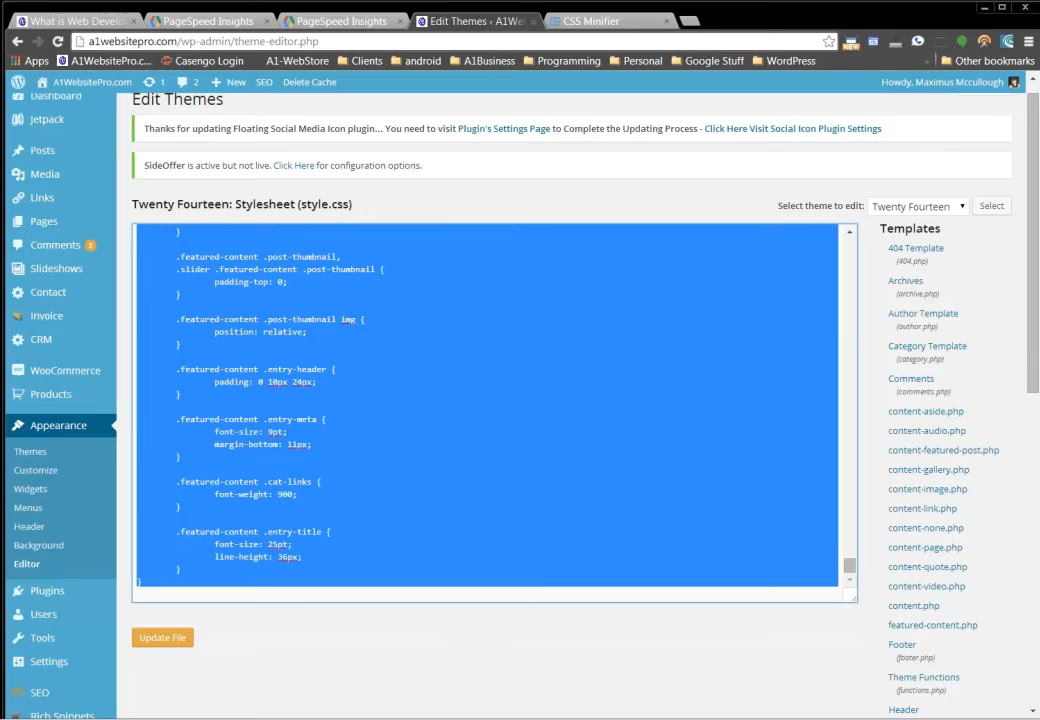 What is Web Develo
PageSpeed Insights
PageSpeed Insights
Edit Themes ‹ A1We
CSS Minifier
a1websitepro.com/wp-admin/theme-editor.php
Apps
A1WebsitePro.c...
Casengo Login
A1-WebStore
Clients
android
A1Business
Programming
Personal
Google Stuff
WordPress
Other bookmarks
A1WebsitePro.com
1
2
+ New
SEO
Delete Cache
Howdy, Maximus Mccullough
Dashboard
Jetpack
Posts
Media
Links
Pages
Comments 2
Slideshows
Contact
Invoice
CRM
WooCommerce
Products
Appearance
Themes
Customize
Widgets
Menus
Header
Background
Editor
Plugins
Users
Tools
Settings
SEO
Rich Snippets
Edit Themes
Thanks for updating Floating Social Media Icon plugin... You need to visit Plugin's Settings Page to Complete the Updating Process - Click Here Visit Social Icon Plugin Settings
SideOffer is active but not live. Click Here for configuration options.
Twenty Fourteen: Stylesheet (style.css)
Select theme to edit:
Twenty Fourteen
Select
}
.featured-content .post-thumbnail,
.slider .featured-content .post-thumbnail {
padding-top: 0;
}
.featured-content .post-thumbnail img {
position: relative;
}
.featured-content .entry-header {
padding: 0 10px 24px;
}
.featured-content .entry-meta {
font-size: 9pt;
margin-bottom: 11px;
}
.featured-content .cat-links {
font-weight: 900;
}
.featured-content .entry-title {
font-size: 25pt;
line-height: 36px;
}
}
Update File
Templates
404 Template
(404.php)
Archives
(archive.php)
Author Template
(author.php)
Category Template
(category.php)
Comments
(comments.php)
content-aside.php
content-audio.php
content-featured-post.php
content-gallery.php
content-image.php
content-link.php
content-none.php
content-page.php
content-quote.php
content-video.php
content.php
featured-content.php
Footer
(footer.php)
Theme Functions
(functions.php)
Header